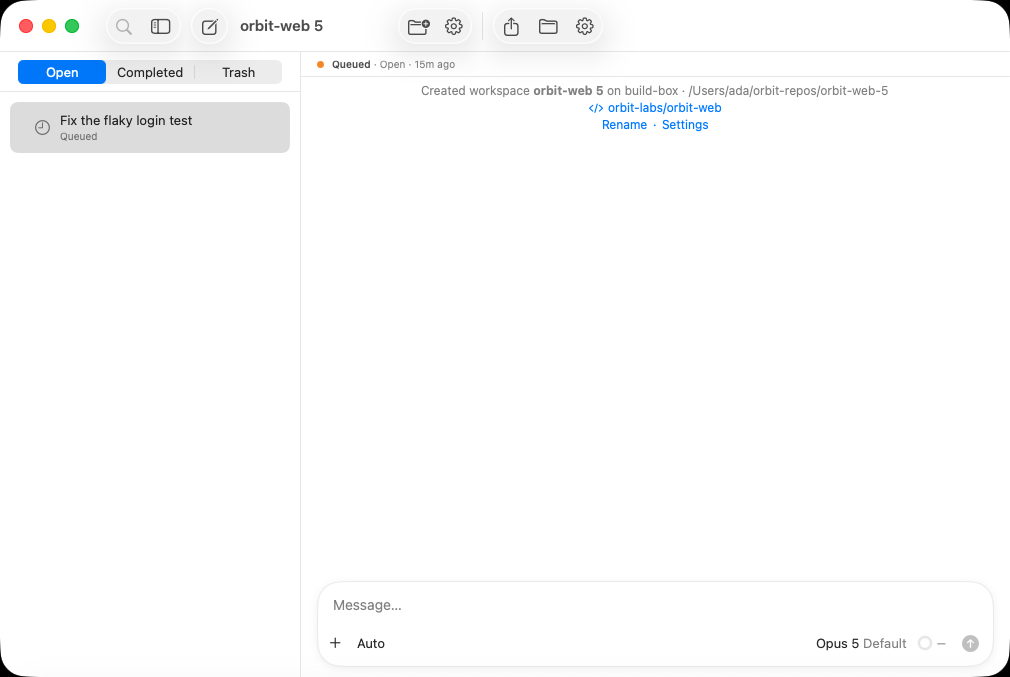 orbit-web 5
Open
Completed
Trash
Fix the flaky login test
Queued
Queued · Open · 15m ago
Created workspace orbit-web 5 on build-box · /Users/ada/orbit-repos/orbit-web-5
</> orbit-labs/orbit-web
Rename · Settings
Message...
+ Auto
Opus 5 Default –